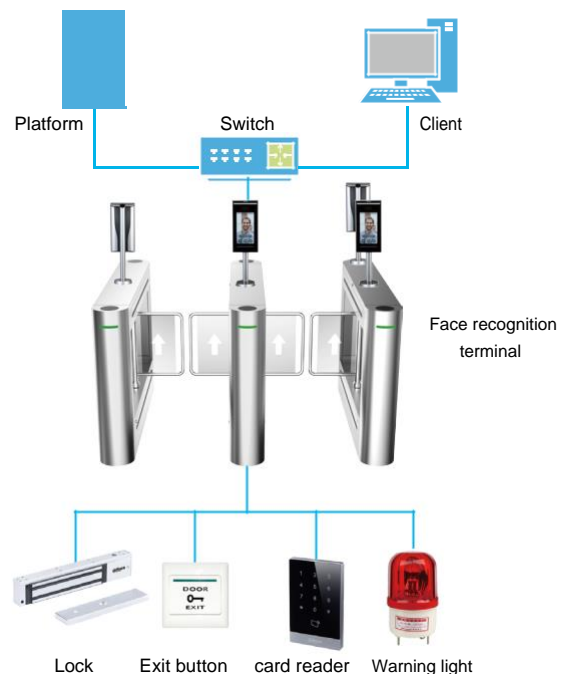 Platform
Switch
Client
Face recognition
terminal
DOOR
EXIT
Lock
Exit button
card reader
Warning light